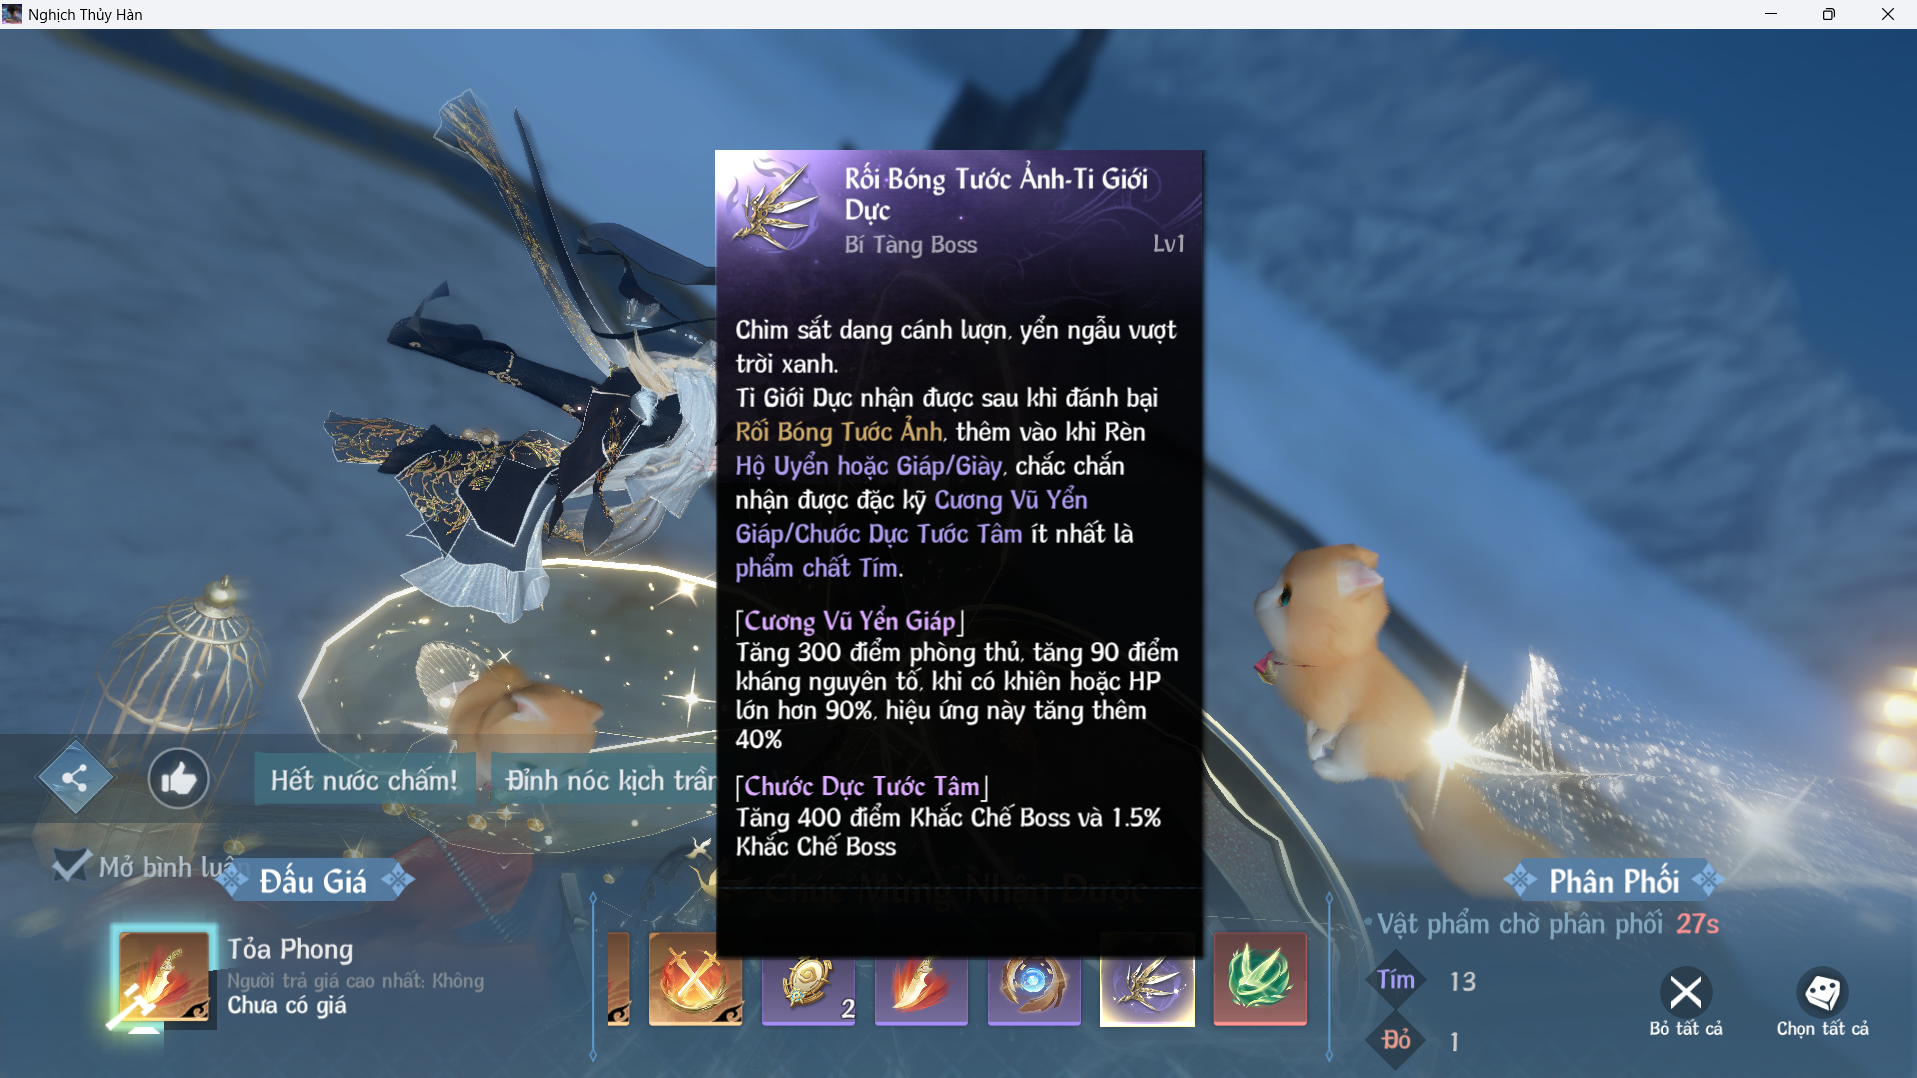 Nghịch Thủy Hàn
Rối Bóng Tước Ảnh-Ti Giới
Dực
Bí Tàng Boss
Lv1
Chim sắt dang cánh lượn, yển ngẫu vượt
trời xanh.
Ti Giới Dực nhận được sau khi đánh bại
Rối Bóng Tước Ảnh, thêm vào khi Rèn
Hộ Uyển hoặc Giáp/Giày, chắc chắn
nhận được đặc kỹ Cương Vũ Yển
Giáp/Chước Dực Tước Tâm ít nhất là
phẩm chất Tím.
⌈Cương Vũ Yển Giáp⌋
Tăng 300 điểm phòng thủ, tăng 90 điểm
kháng nguyên tố, khi có khiên hoặc HP
lớn hơn 90%, hiệu ứng này tăng thêm
40%
⌈Chước Dực Tước Tâm⌋
Tăng 400 điểm Khắc Chế Boss và 1.5%
Khắc Chế Boss
Chúc Mừng Nhận Được
Hết nước chấm!
Đỉnh nóc kịch trần
Mở bình luận
Đấu Giá
Tỏa Phong
Người trả giá cao nhất: Không
Chưa có giá
2
Phân Phối
Vật phẩm chờ phân phối 27s
Tím 13
Đỏ 1
Bỏ tất cả
Chọn tất cả